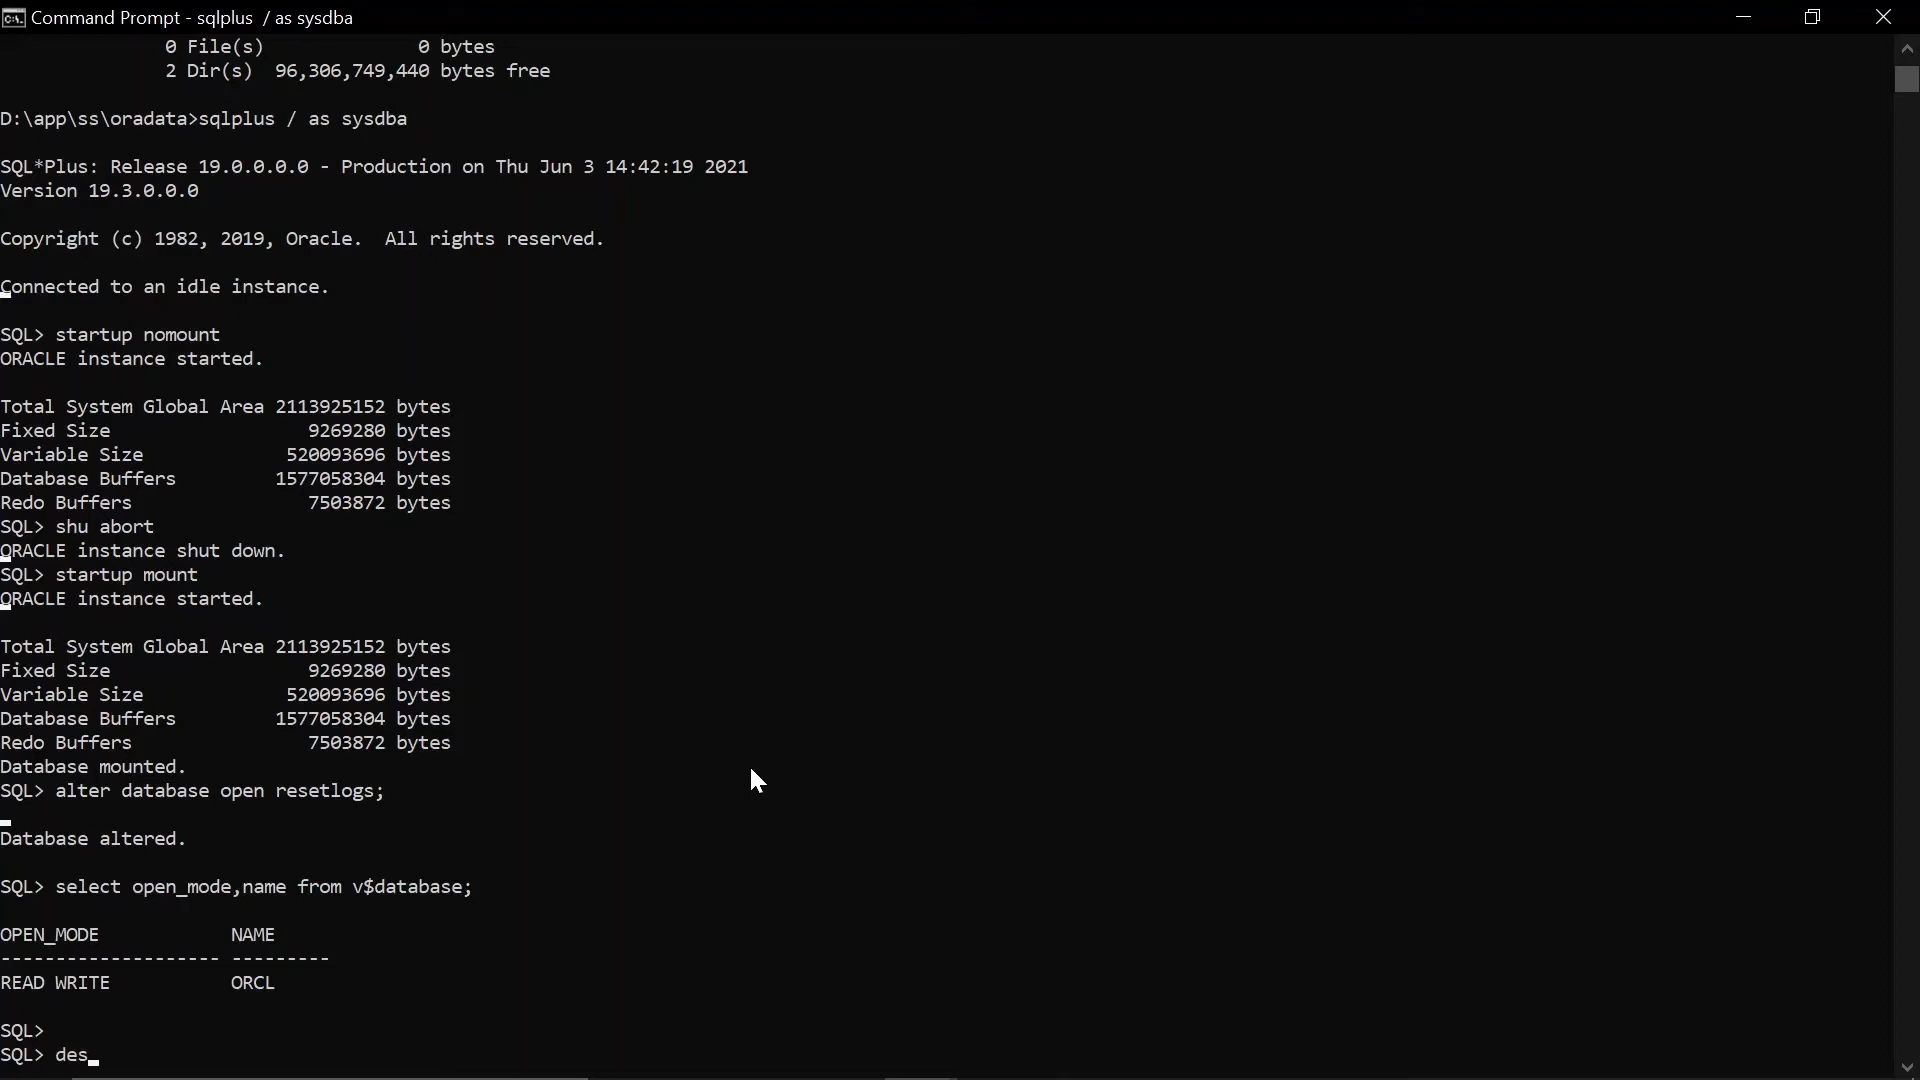 Command Prompt - sqlplus  / as sysdba
               0 File(s)              0 bytes
               2 Dir(s)  96,306,749,440 bytes free
D:\app\ss\oradata>sqlplus / as sysdba
SQL*Plus: Release 19.0.0.0.0 - Production on Thu Jun 3 14:42:19 2021
Version 19.3.0.0.0
Copyright (c) 1982, 2019, Oracle.  All rights reserved.
Connected to an idle instance.
SQL> startup nomount
ORACLE instance started.
Total System Global Area 2113925152 bytes
Fixed Size                  9269280 bytes
Variable Size             520093696 bytes
Database Buffers         1577058304 bytes
Redo Buffers                7503872 bytes
SQL> shu abort
ORACLE instance shut down.
SQL> startup mount
ORACLE instance started.
Total System Global Area 2113925152 bytes
Fixed Size                  9269280 bytes
Variable Size             520093696 bytes
Database Buffers         1577058304 bytes
Redo Buffers                7503872 bytes
Database mounted.
SQL> alter database open resetlogs;
Database altered.
SQL> select open_mode,name from v$database;
OPEN_MODE            NAME
-------------------- ---------
READ WRITE           ORCL
SQL>
SQL> des